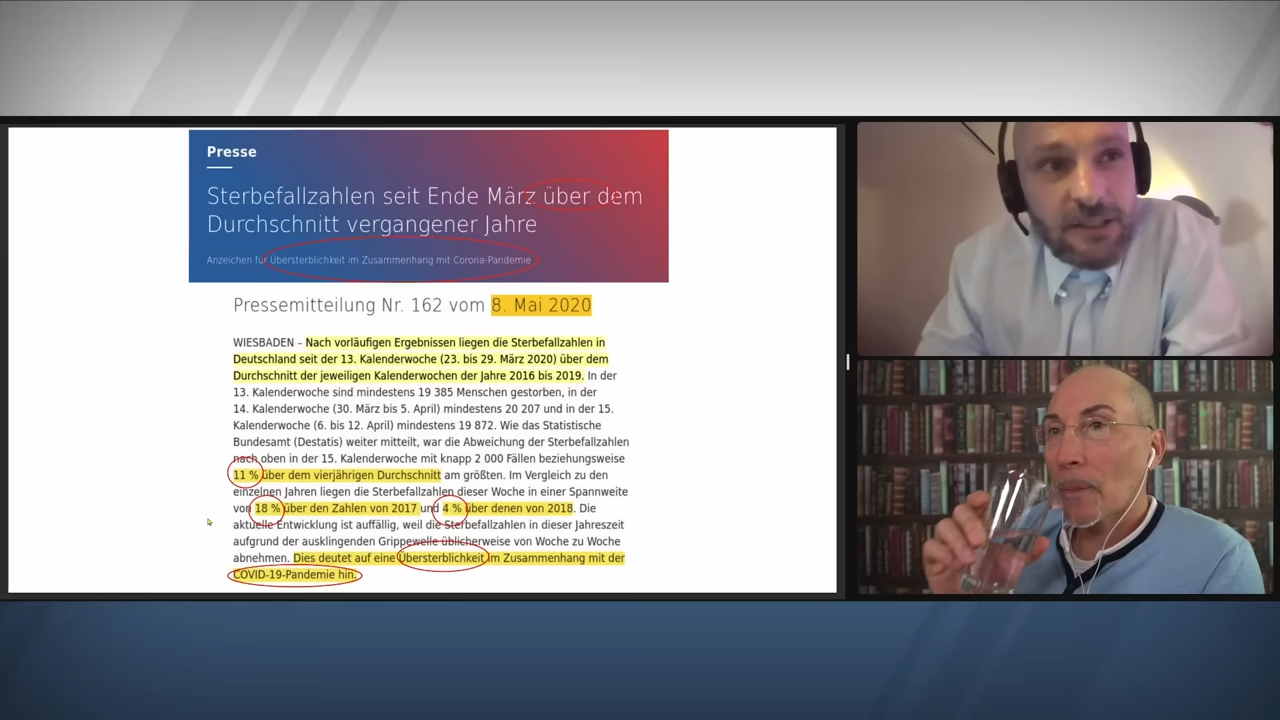 Presse
Sterbefallzahlen seit Ende März über dem
Durchschnitt vergangener Jahre
Anzeichen für Übersterblichkeit im Zusammenhang mit Corona-Pandemie
Pressemitteilung Nr. 162 vom 8. Mai 2020
WIESBADEN – Nach vorläufigen Ergebnissen liegen die Sterbefallzahlen in
Deutschland seit der 13. Kalenderwoche (23. bis 29. März 2020) über dem
Durchschnitt der jeweiligen Kalenderwochen der Jahre 2016 bis 2019. In der
13. Kalenderwoche sind mindestens 19 385 Menschen gestorben, in der
14. Kalenderwoche (30. März bis 5. April) mindestens 20 207 und in der 15.
Kalenderwoche (6. bis 12. April) mindestens 19 872. Wie das Statistische
Bundesamt (Destatis) weiter mitteilt, war die Abweichung der Sterbefallzahlen
nach oben in der 15. Kalenderwoche mit knapp 2 000 Fällen beziehungsweise
11 % über dem vierjährigen Durchschnitt am größten. Im Vergleich zu den
einzelnen Jahren liegen die Sterbefallzahlen dieser Woche in einer Spannweite
von 18 % über den Zahlen von 2017 und 4 % über denen von 2018. Die
aktuelle Entwicklung ist auffällig, weil die Sterbefallzahlen in dieser Jahreszeit
aufgrund der ausklingenden Grippewelle üblicherweise von Woche zu Woche
abnehmen. Dies deutet auf eine Übersterblichkeit im Zusammenhang mit der
COVID-19-Pandemie hin.